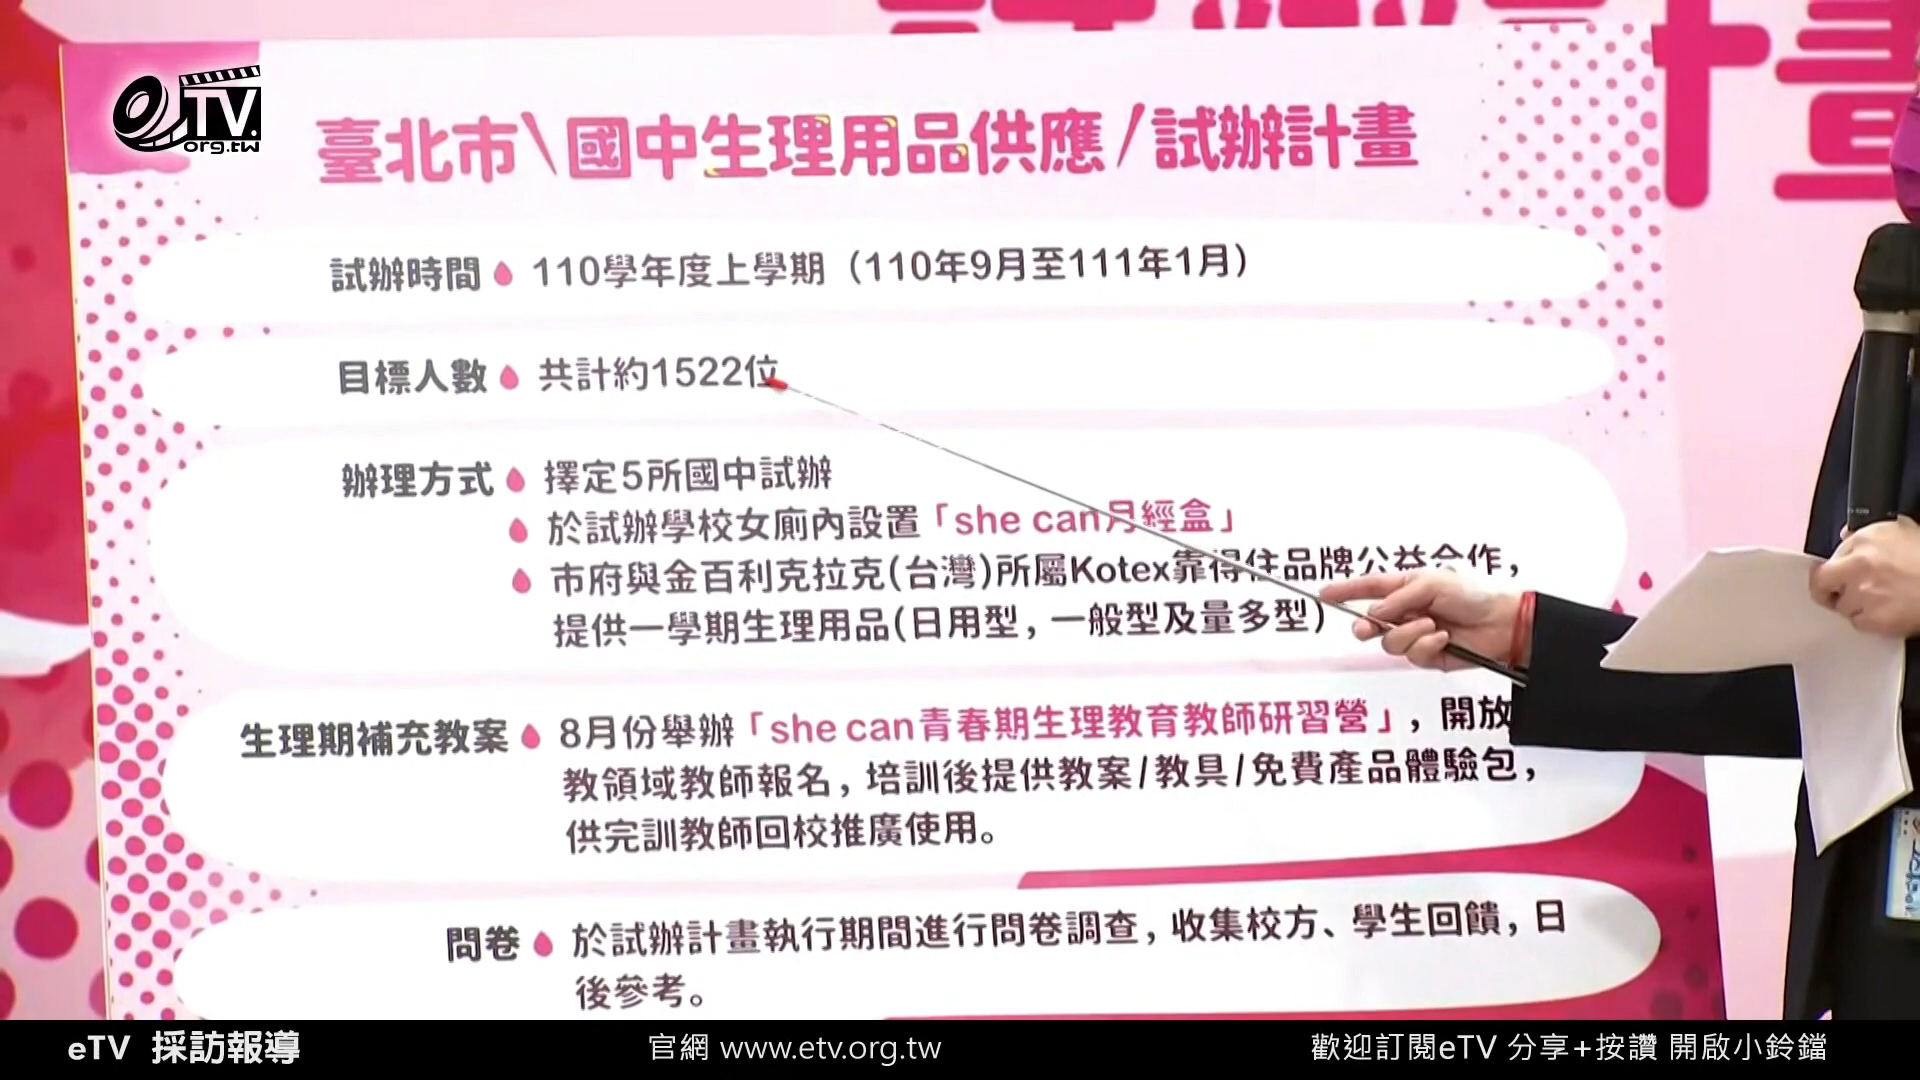 eTV.
org.tw
臺北市\國中生理用品供應/試辦計畫
試辦時間 110學年度上學期（110年9月至111年1月）
目標人數 共計約1522位
辦理方式 擇定5所國中試辦
於試辦學校女廁內設置「she can月經盒」
市府與金百利克拉克(台灣)所屬Kotex靠得住品牌公益合作，
提供一學期生理用品(日用型，一般型及量多型)
生理期補充教案 8月份舉辦「she can青春期生理教育教師研習營」，開放
教領域教師報名，培訓後提供教案/教具/免費產品體驗包，
供完訓教師回校推廣使用。
問卷 於試辦計畫執行期間進行問卷調查，收集校方、學生回饋，日
後參考。
eTV 採訪報導
官網 www.etv.org.tw
歡迎訂閱eTV 分享+按讚 開啟小鈴鐺